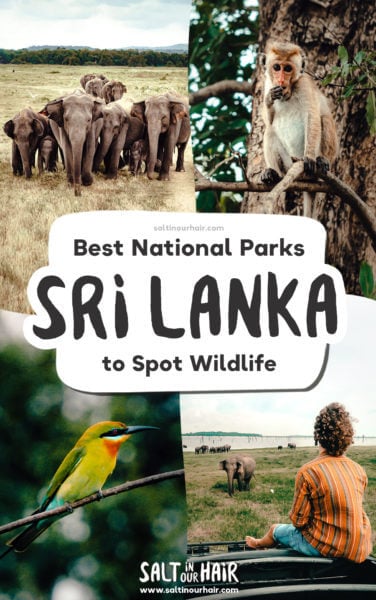 saltinourhair.com
Best National Parks
SRi LANKA
to Spot Wildlife
SALT IN OUR HAIR
www.saltinourhair.com